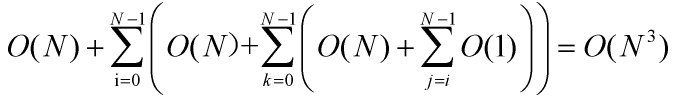 O(N) + \sum_{i=0}^{N-1} \left( O(N) + \sum_{k=0}^{N-1} \left( O(N) + \sum_{j=i}^{N-1} O(1) \right) \right) = O(N^3)